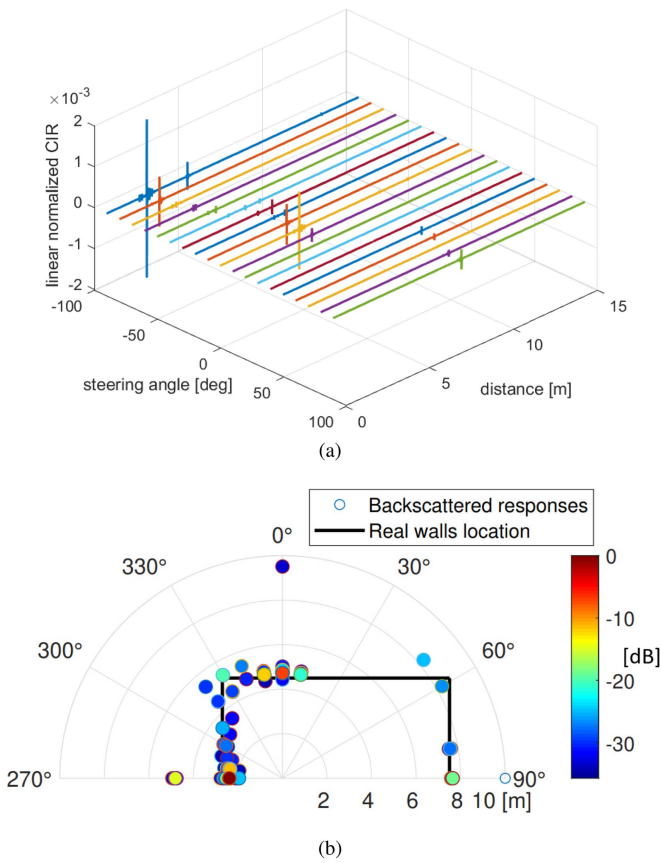 ×10⁻³
2
1
0
-1
-2
linear normalized CIR
-100
-50
0
50
100
steering angle [deg]
0
5
10
15
distance [m]
(a)
Backscattered responses
Real walls location
0°
330°
30°
300°
60°
270°
90°
2 4 6 8 10 [m]
0
-10
[dB]
-20
-30
(b)